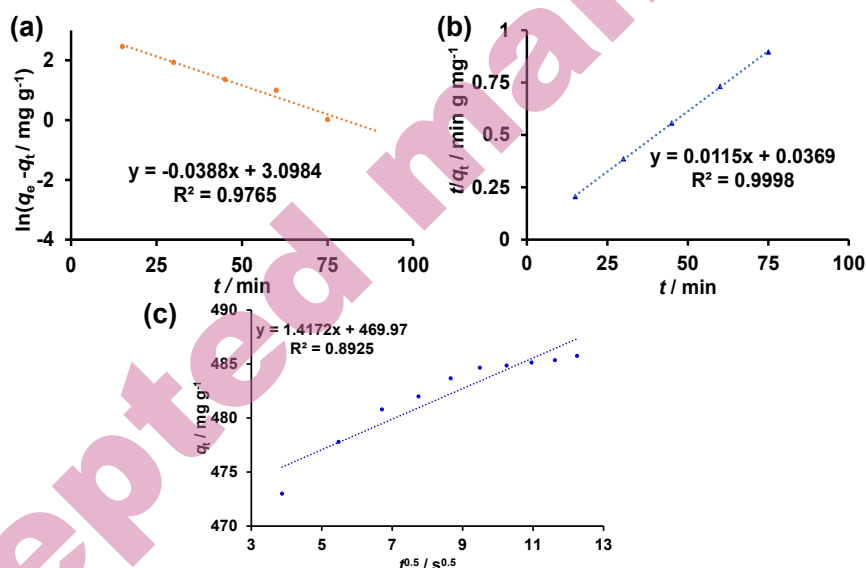 (a)
ln(qe -qt / mg g-1)
2
0
-2
-4
y = -0.0388x + 3.0984
R² = 0.9765
0
25
50
75
100
t / min
(b)
t/qt / min g mg-1
1
0.75
0.5
0.25
0
y = 0.0115x + 0.0369
R² = 0.9998
0
25
50
75
100
t / min
(c)
qt / mg g-1
490
485
480
475
470
y = 1.4172x + 469.97
R² = 0.8925
3
5
7
9
11
13
t0.5 / s0.5
epted man